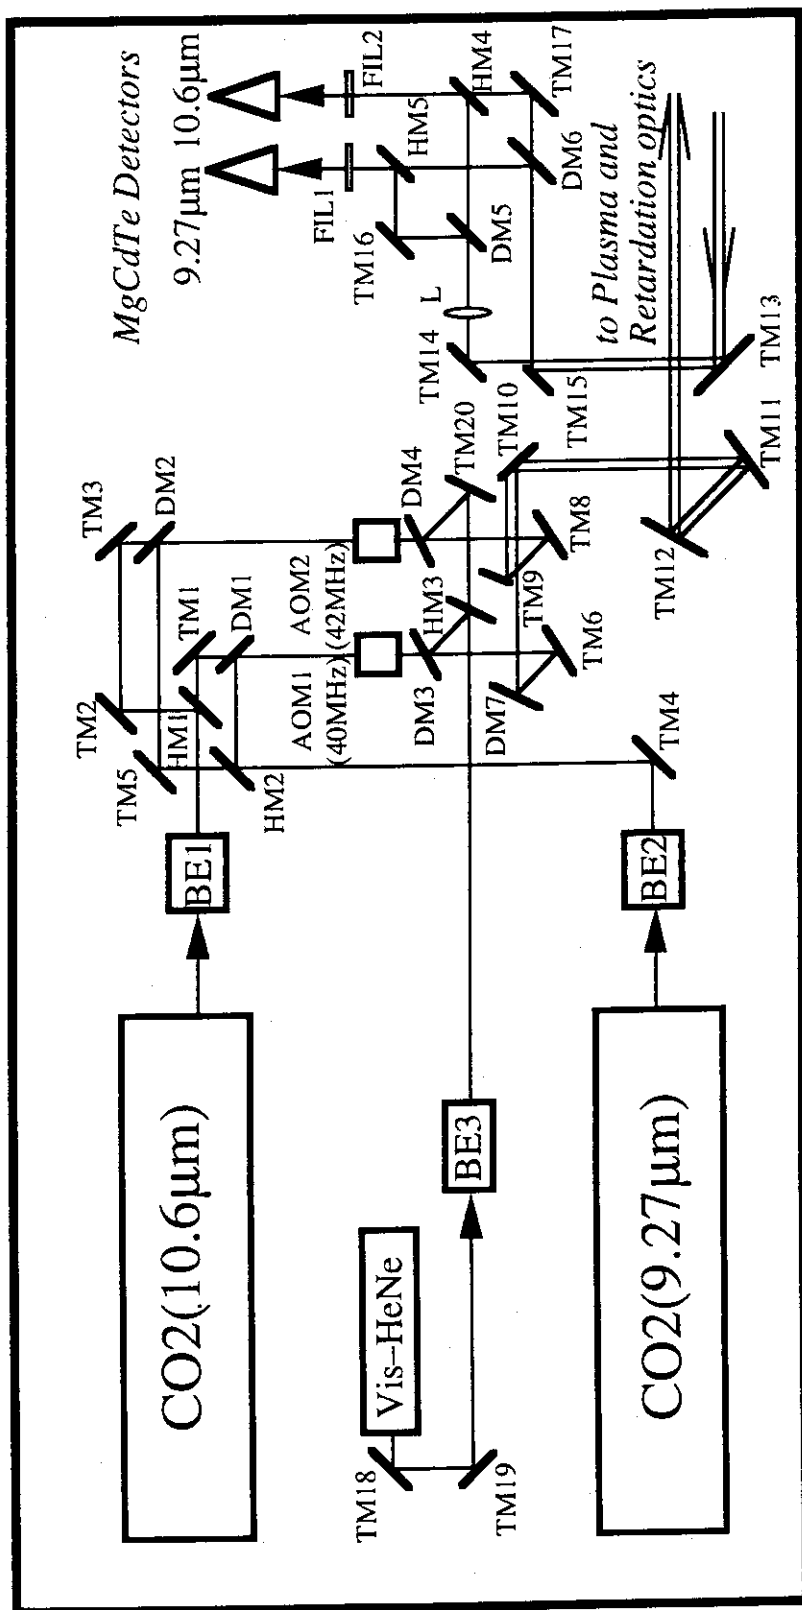 MgCdTe Detectors
9.27μm 10.6μm
FIL1
FIL2
TM16
HM5
HM4
DM5
L
TM14
DM6
TM17
to Plasma and
Retardation optics
TM15
TM13
TM3
DM2
TM1
DM1
TM2
HM1
TM5
HM2
AOM1
(40MHz)
AOM2
(42MHz)
DM4
TM20
TM10
DM3
HM3
TM9
TM8
DM7
TM6
TM11
TM12
TM4
BE1
CO2(10.6μm)
Vis–HeNe
TM18
TM19
BE3
BE2
CO2(9.27μm)